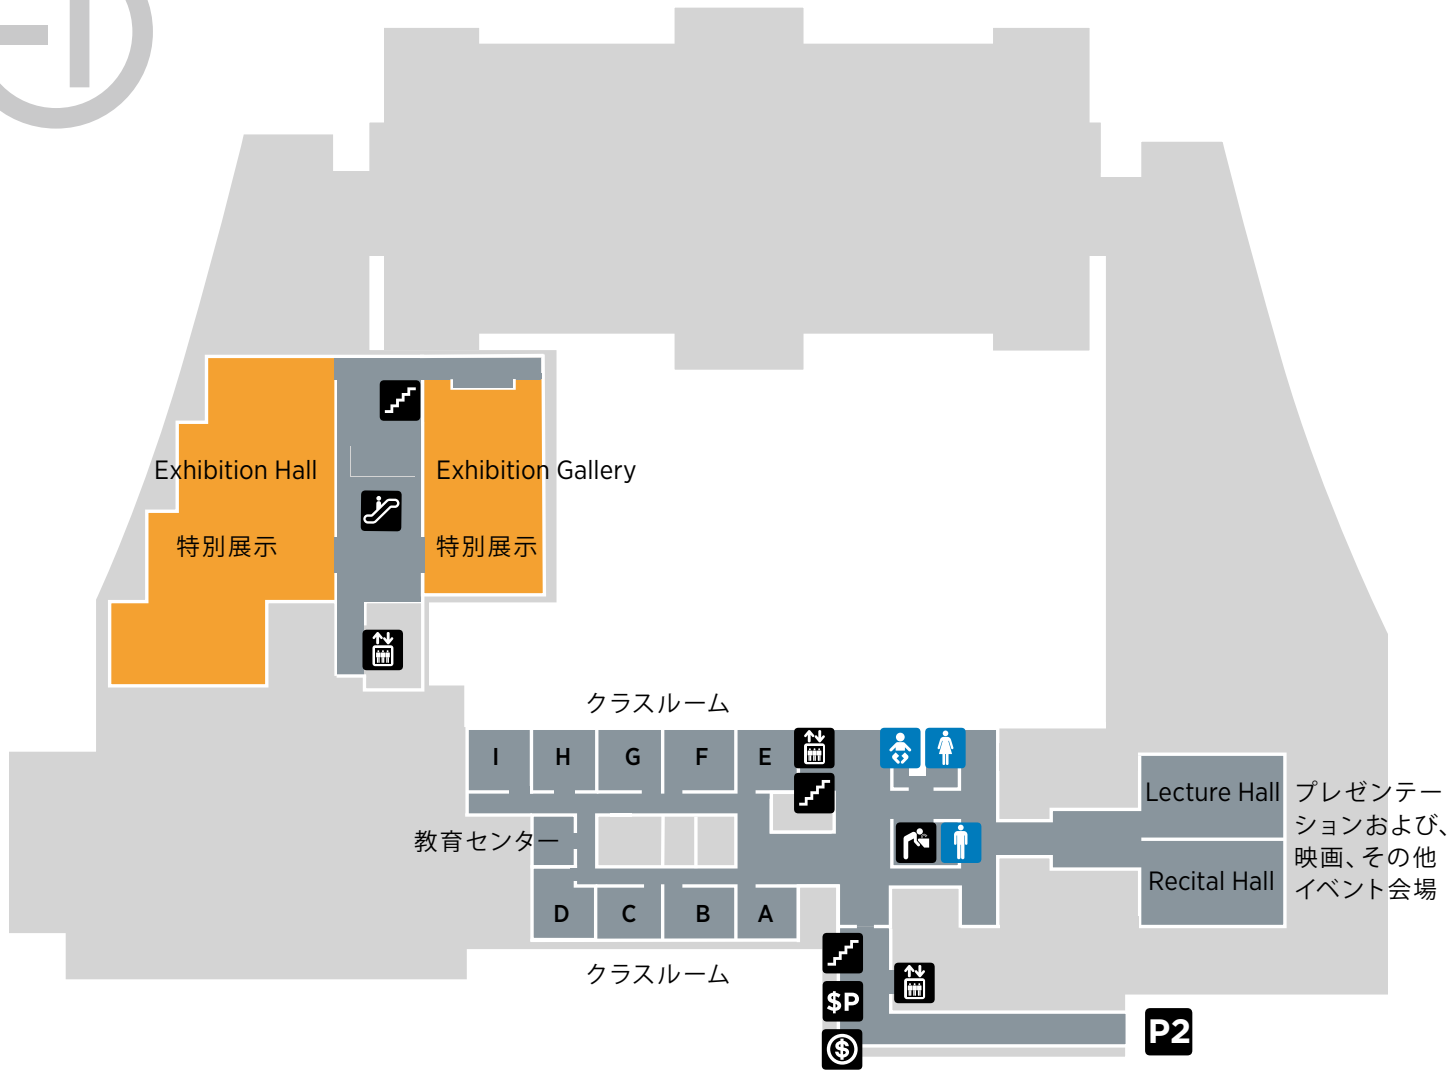 Exhibition Hall
Exhibition Gallery
特別展示
特別展示
クラスルーム
I
H
G
F
E
教育センター
D
C
B
A
クラスルーム
Lecture Hall
Recital Hall
プレゼンテー
ションおよび、
映画、その他
イベント会場
$P
$
P2